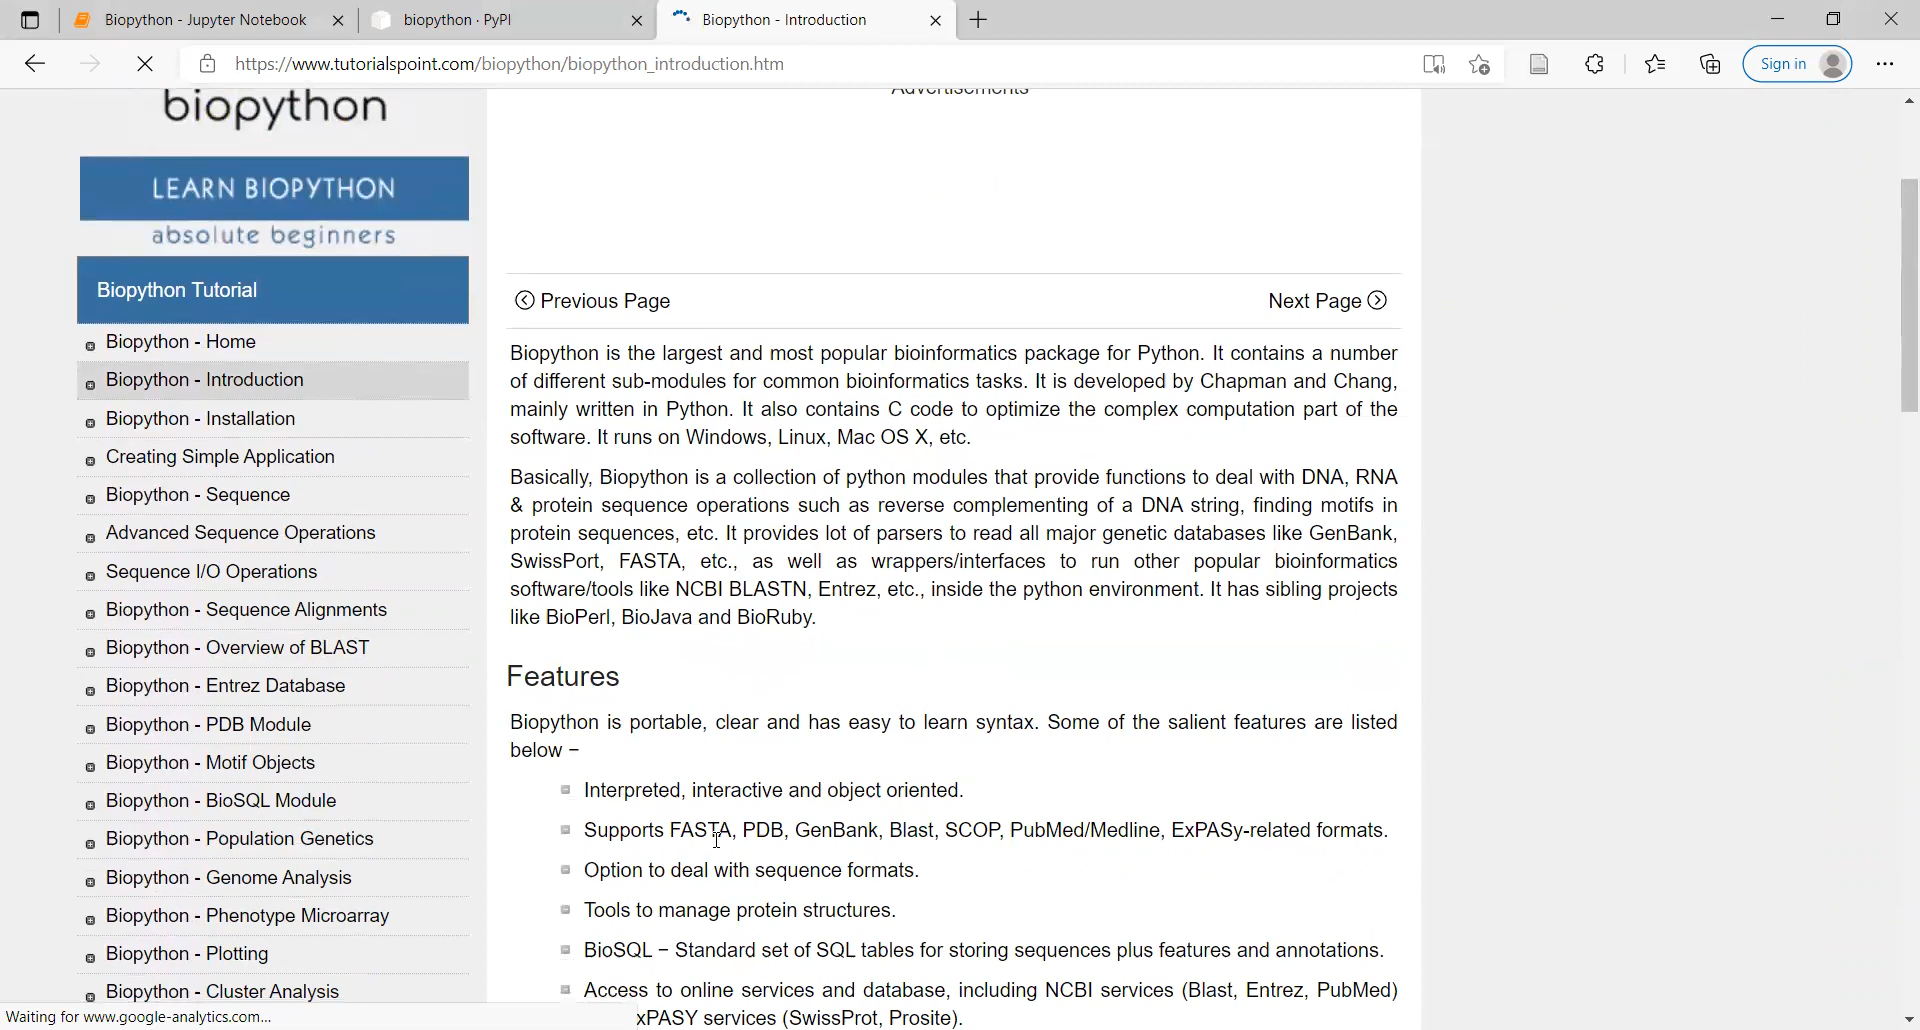 Biopython - Jupyter Notebook
biopython · PyPI
Biopython - Introduction
https://www.tutorialspoint.com/biopython/biopython_introduction.htm
Sign in
biopython
LEARN BIOPYTHON
absolute beginners
Biopython Tutorial
Biopython - Home
Biopython - Introduction
Biopython - Installation
Creating Simple Application
Biopython - Sequence
Advanced Sequence Operations
Sequence I/O Operations
Biopython - Sequence Alignments
Biopython - Overview of BLAST
Biopython - Entrez Database
Biopython - PDB Module
Biopython - Motif Objects
Biopython - BioSQL Module
Biopython - Population Genetics
Biopython - Genome Analysis
Biopython - Phenotype Microarray
Biopython - Plotting
Biopython - Cluster Analysis
Advertisements
Previous Page
Next Page
Biopython is the largest and most popular bioinformatics package for Python. It contains a number
of different sub-modules for common bioinformatics tasks. It is developed by Chapman and Chang,
mainly written in Python. It also contains C code to optimize the complex computation part of the
software. It runs on Windows, Linux, Mac OS X, etc.
Basically, Biopython is a collection of python modules that provide functions to deal with DNA, RNA
& protein sequence operations such as reverse complementing of a DNA string, finding motifs in
protein sequences, etc. It provides lot of parsers to read all major genetic databases like GenBank,
SwissPort, FASTA, etc., as well as wrappers/interfaces to run other popular bioinformatics
software/tools like NCBI BLASTN, Entrez, etc., inside the python environment. It has sibling projects
like BioPerl, BioJava and BioRuby.
Features
Biopython is portable, clear and has easy to learn syntax. Some of the salient features are listed
below −
Interpreted, interactive and object oriented.
Supports FASTA, PDB, GenBank, Blast, SCOP, PubMed/Medline, ExPASy-related formats.
Option to deal with sequence formats.
Tools to manage protein structures.
BioSQL − Standard set of SQL tables for storing sequences plus features and annotations.
Access to online services and database, including NCBI services (Blast, Entrez, PubMed)
xPASY services (SwissProt, Prosite).
Waiting for www.google-analytics.com...